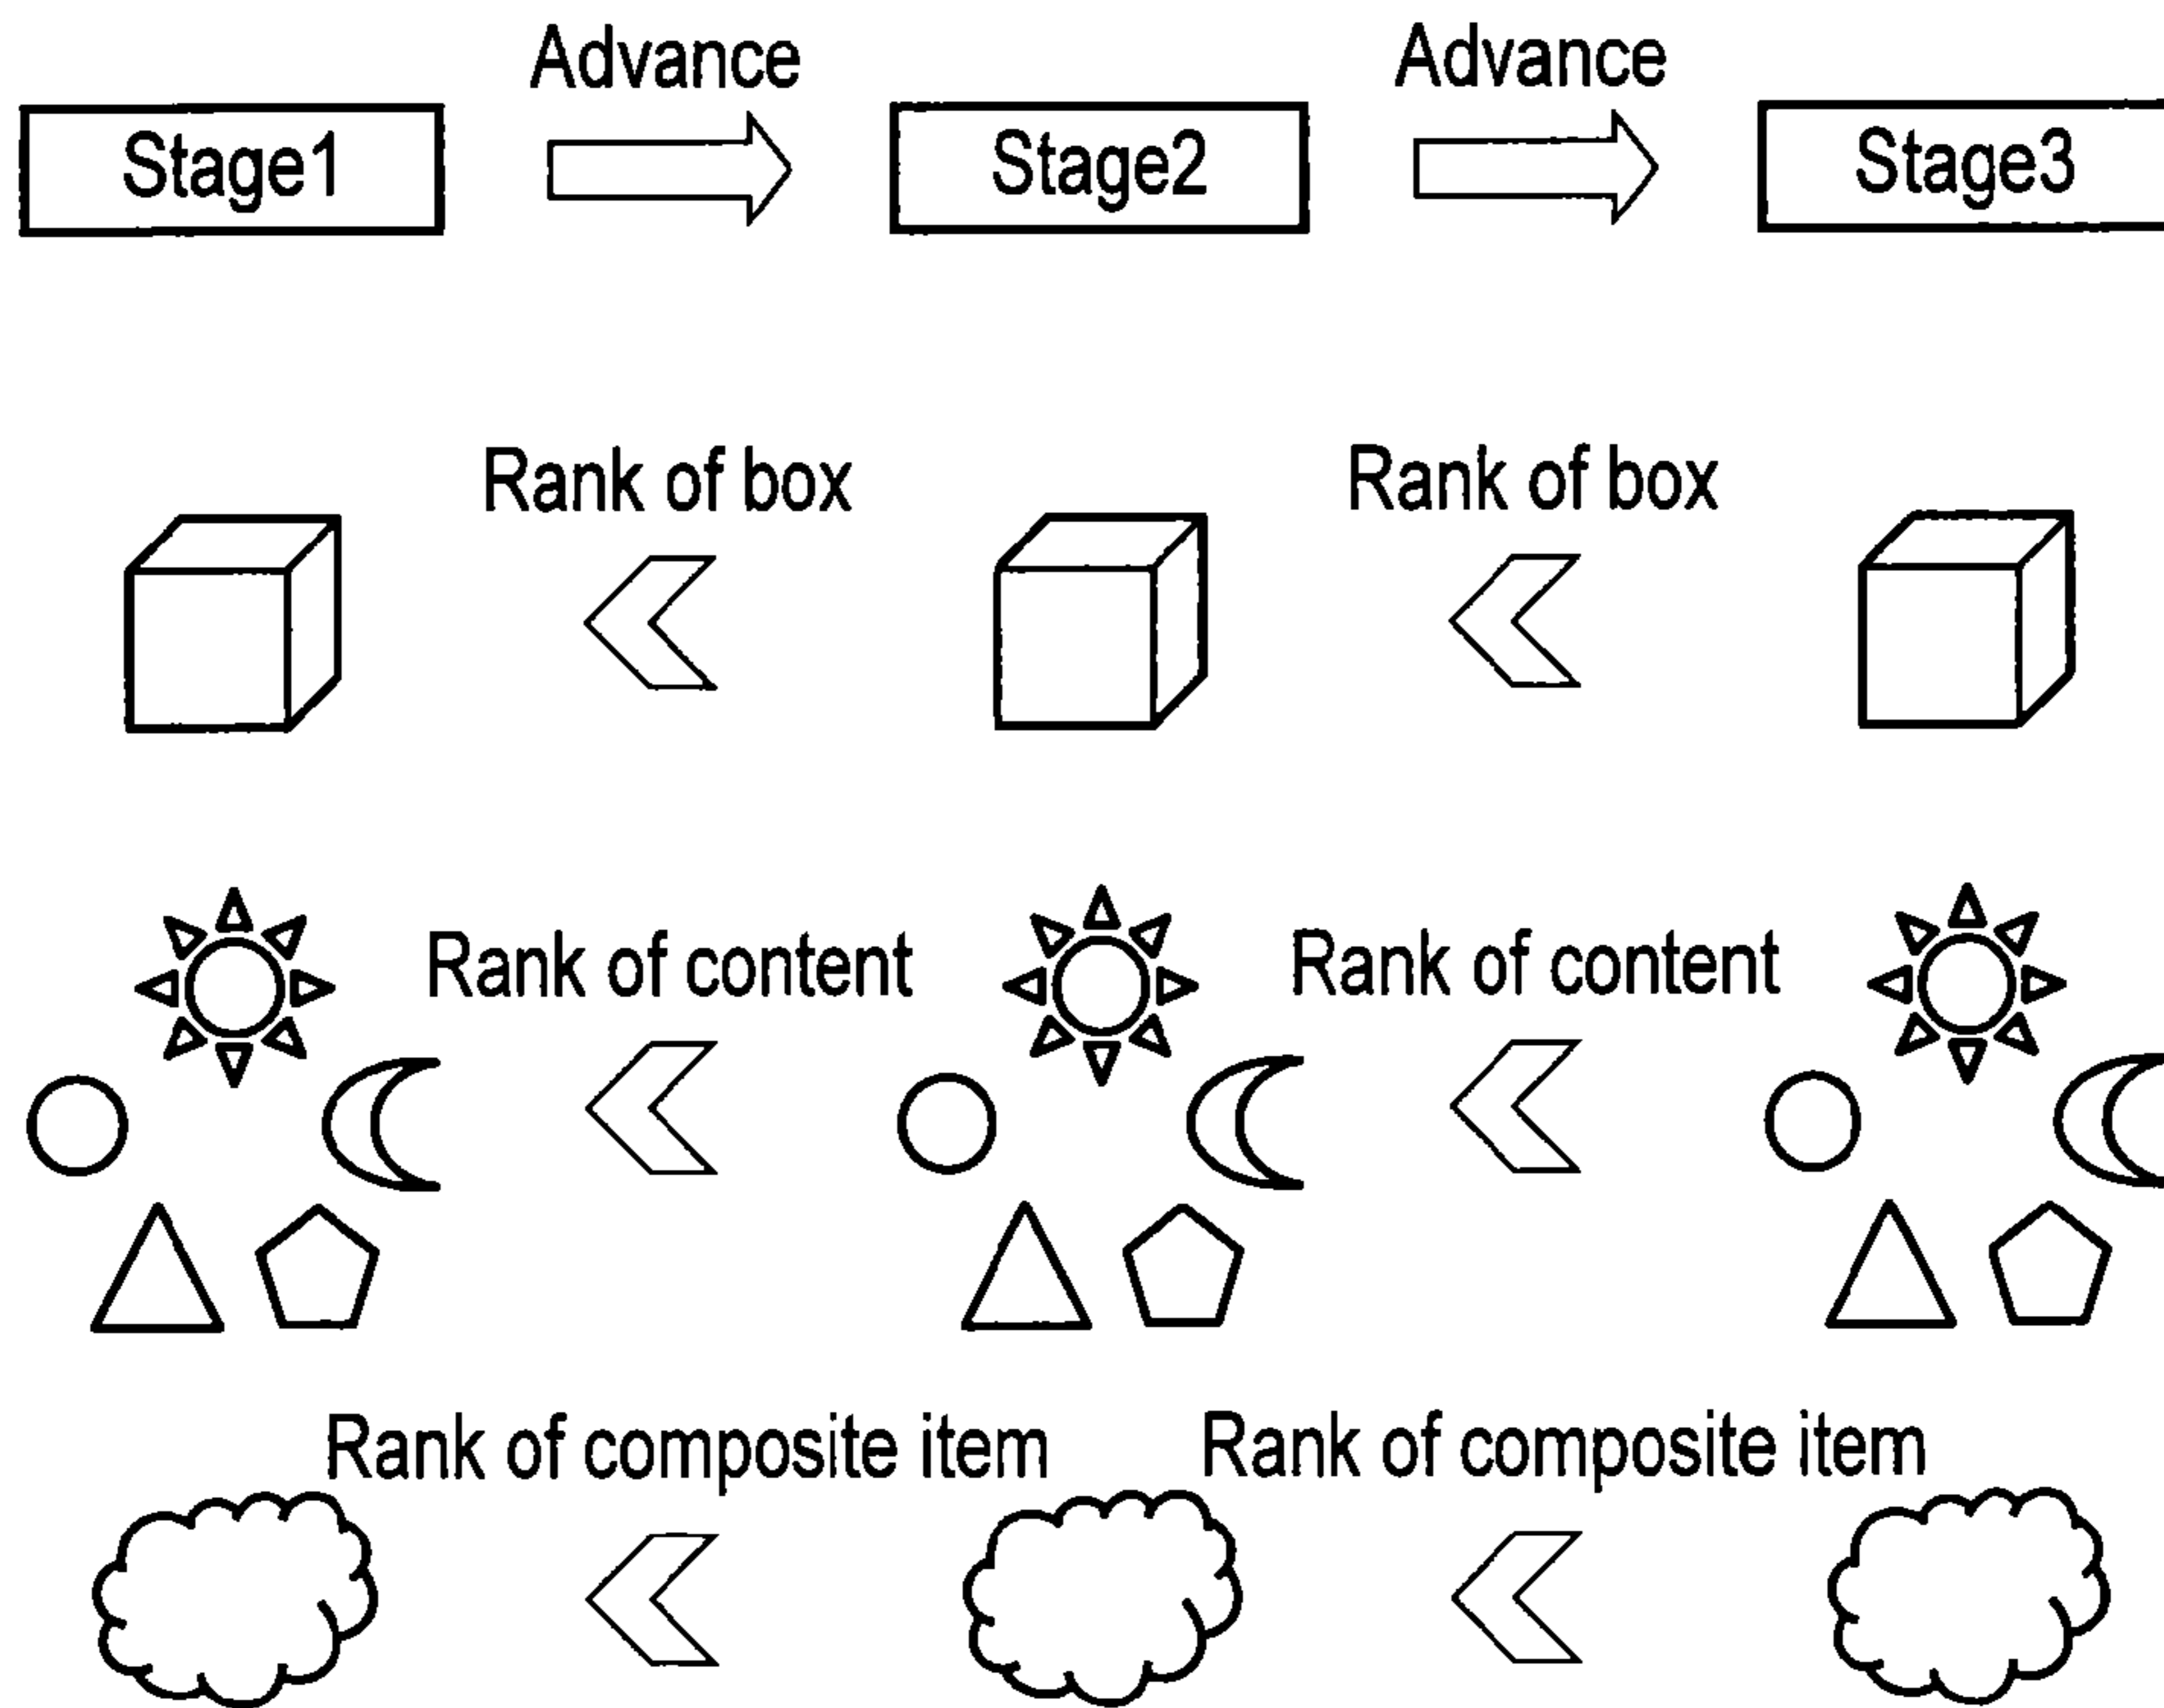 Advance Advance
Stage1 Stage2 Stage3
Rank of box Rank of box
Rank of content Rank of content
Rank of composite item Rank of composite item